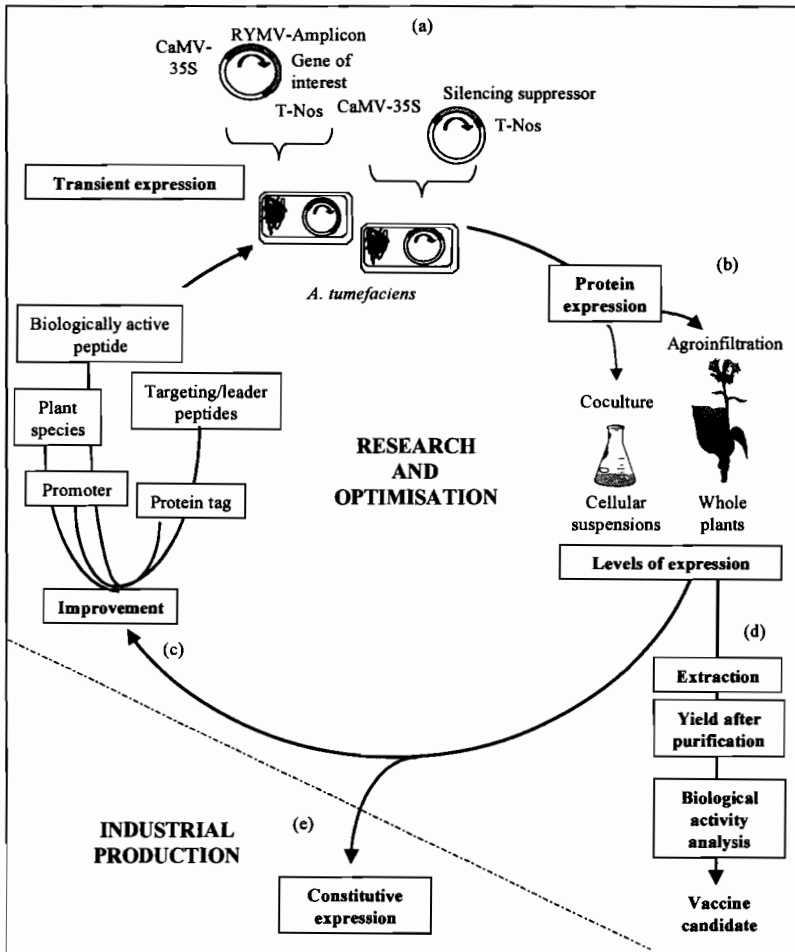 (a)
RYMV-Amplicon
CaMV-
35S
Gene of
interest
T-Nos
Silencing suppressor
CaMV-35S
T-Nos
Transient expression
A. tumefaciens
(b)
Protein
expression
Agroinfiltration
Coculture
Cellular
suspensions
Whole
plants
Levels of expression
Biologically active
peptide
Plant
species
Targeting/leader
peptides
Promoter
Protein tag
Improvement
RESEARCH
AND
OPTIMISATION
(c)
(d)
Extraction
Yield after
purification
Biological
activity
analysis
Vaccine
candidate
(e)
INDUSTRIAL
PRODUCTION
Constitutive
expression